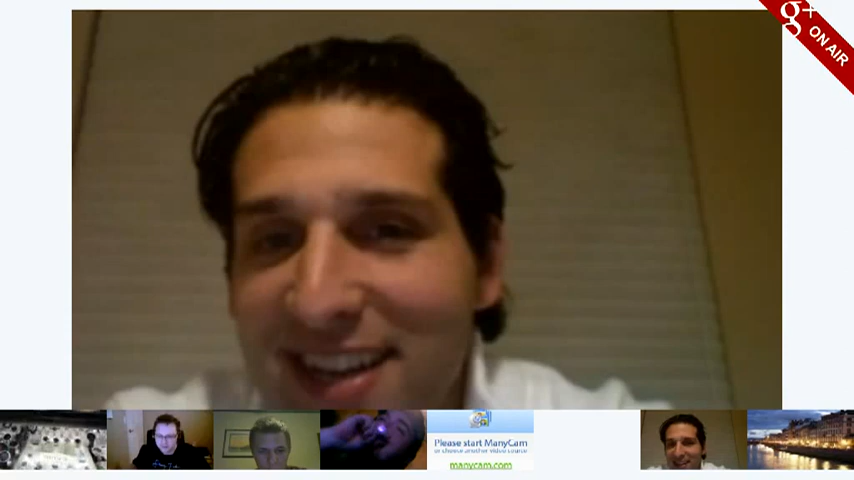 g+ ON AIR
Please start ManyCam
or choose another video source
manycam.com